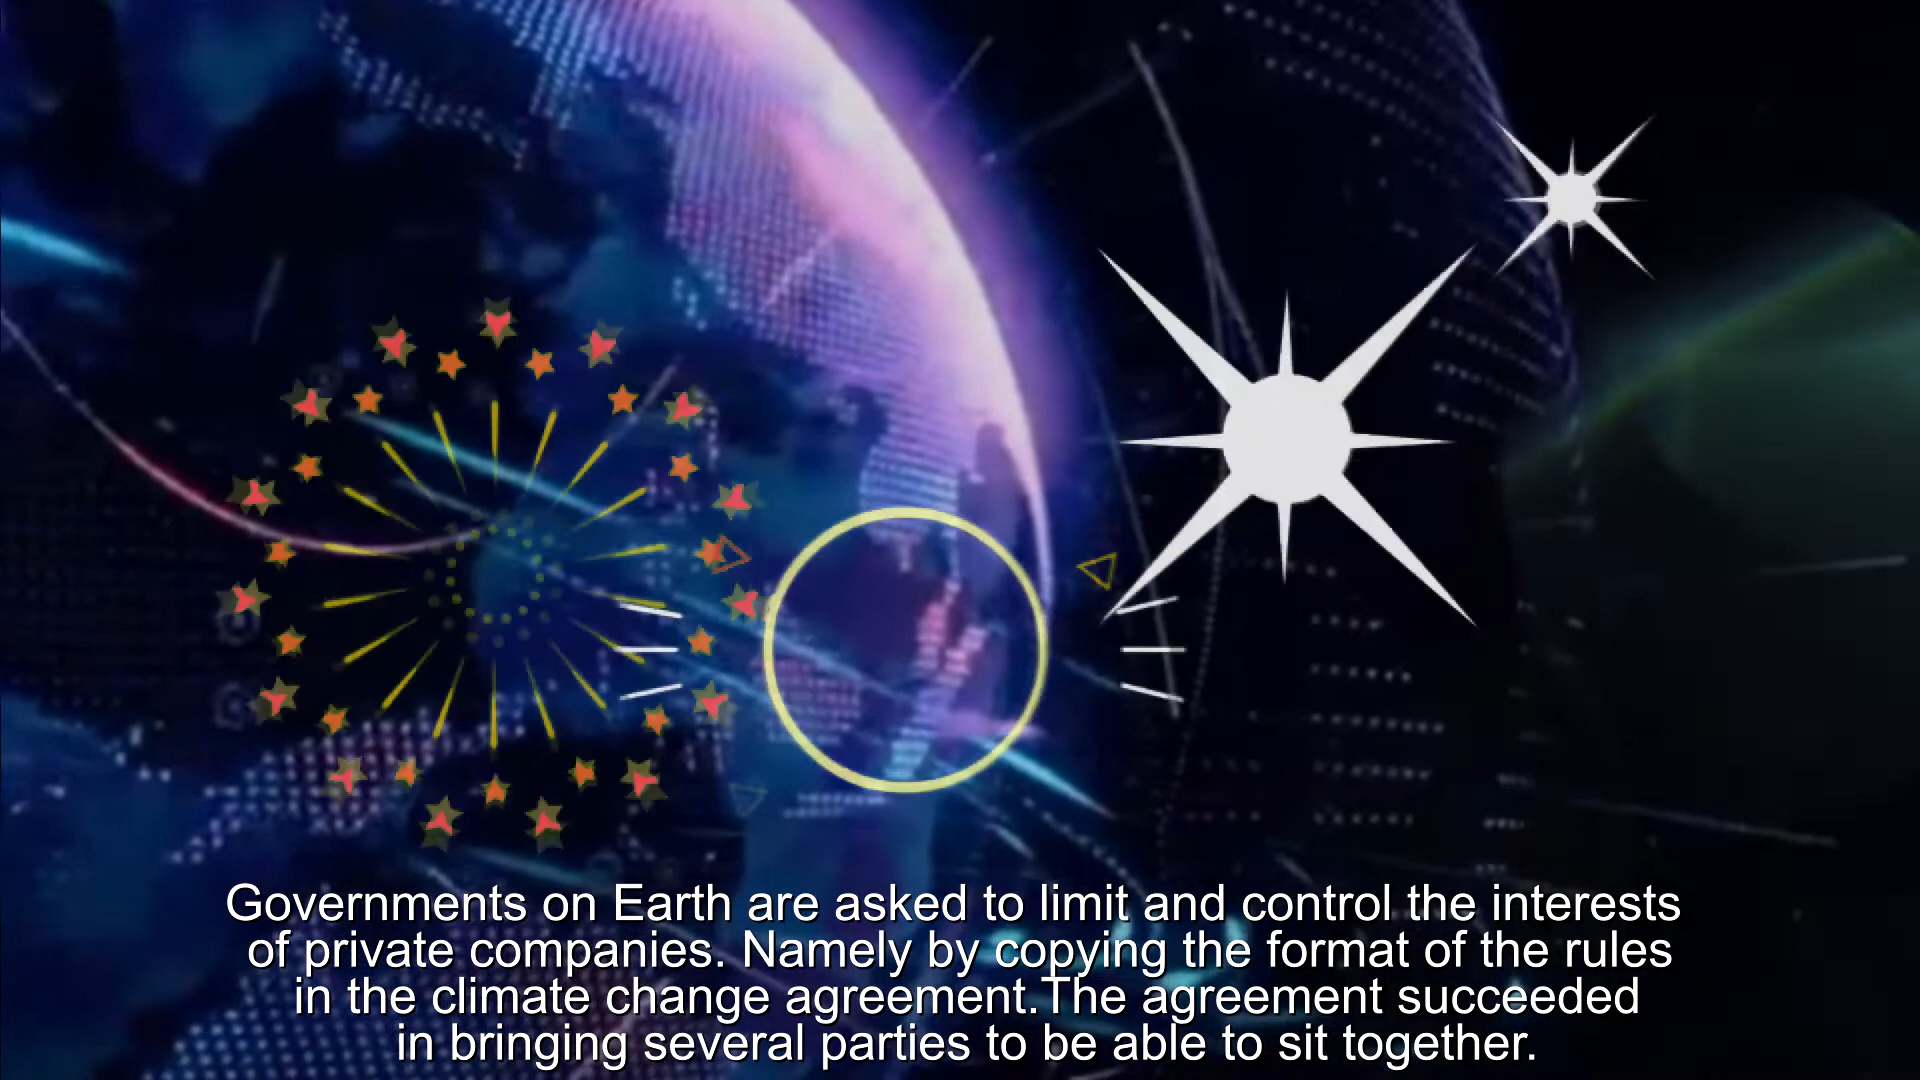 Governments on Earth are asked to limit and control the interests
of private companies. Namely by copying the format of the rules
in the climate change agreement.The agreement succeeded
in bringing several parties to be able to sit together.